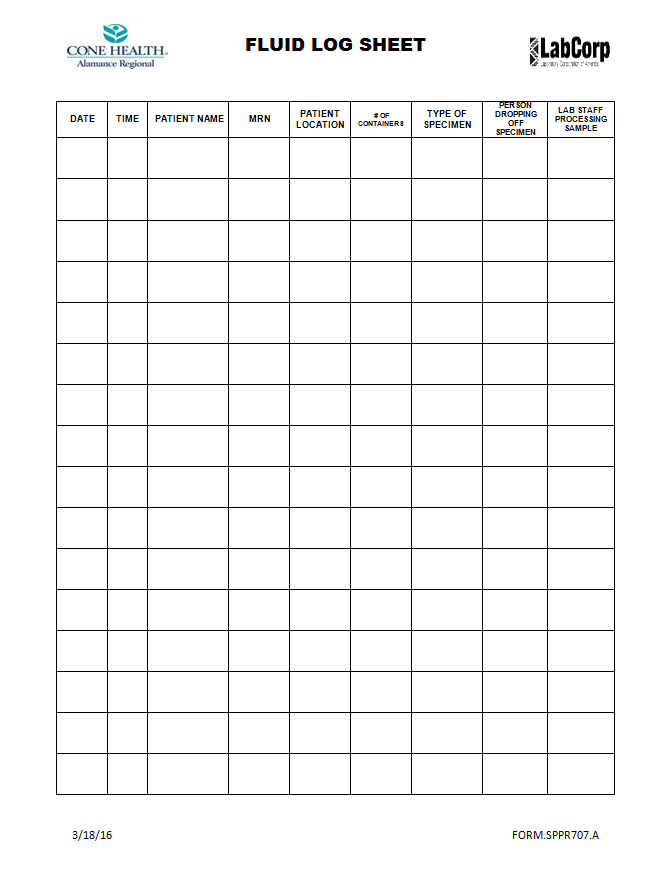 CONE HEALTH
Alamance Regional
FLUID LOG SHEET
LabCorp
Laboratory Corporation of America
DATE
TIME
PATIENT NAME
MRN
PATIENT
LOCATION
# OF
CONTAINERS
TYPE OF
SPECIMEN
PERSON
DROPPING
OFF
SPECIMEN
LAB STAFF
PROCESSING
SAMPLE
3/18/16
FORM.SPPR707.A